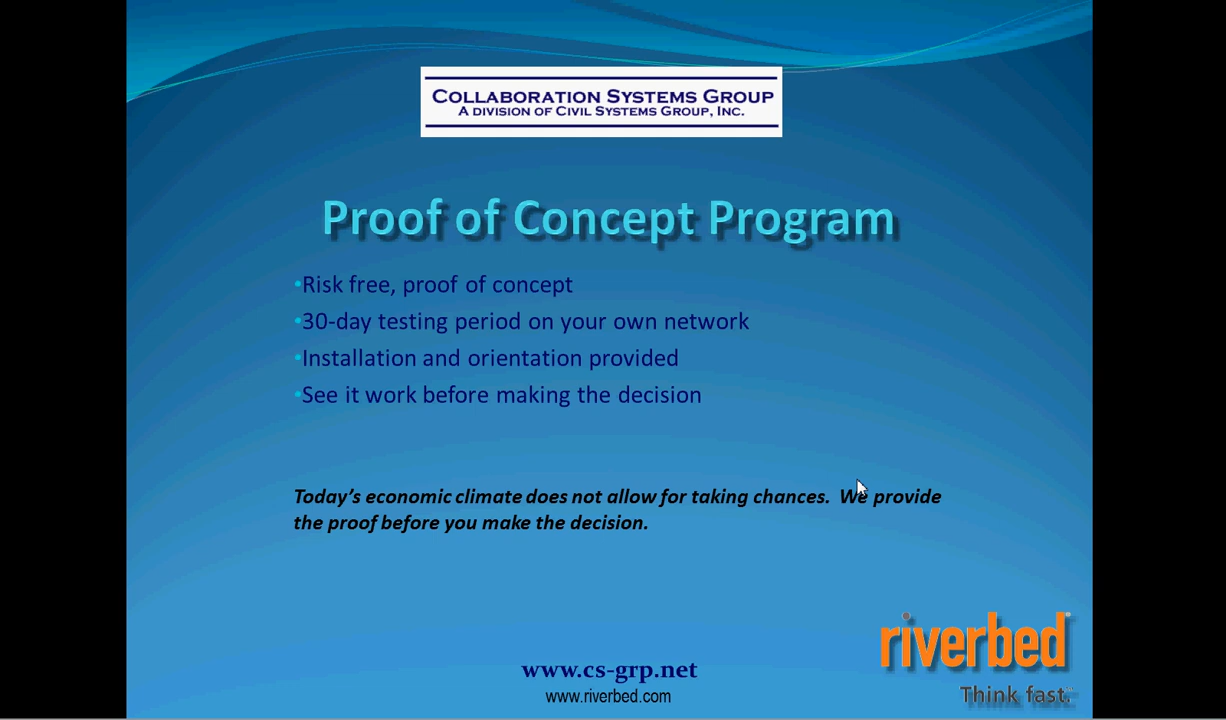 COLLABORATION SYSTEMS GROUP
A DIVISION OF CIVIL SYSTEMS GROUP, INC.
Proof of Concept Program
•Risk free, proof of concept
•30-day testing period on your own network
•Installation and orientation provided
•See it work before making the decision
Today’s economic climate does not allow for taking chances.  We provide
the proof before you make the decision.
riverbed®
www.cs-grp.net
www.riverbed.com
Think fast.™